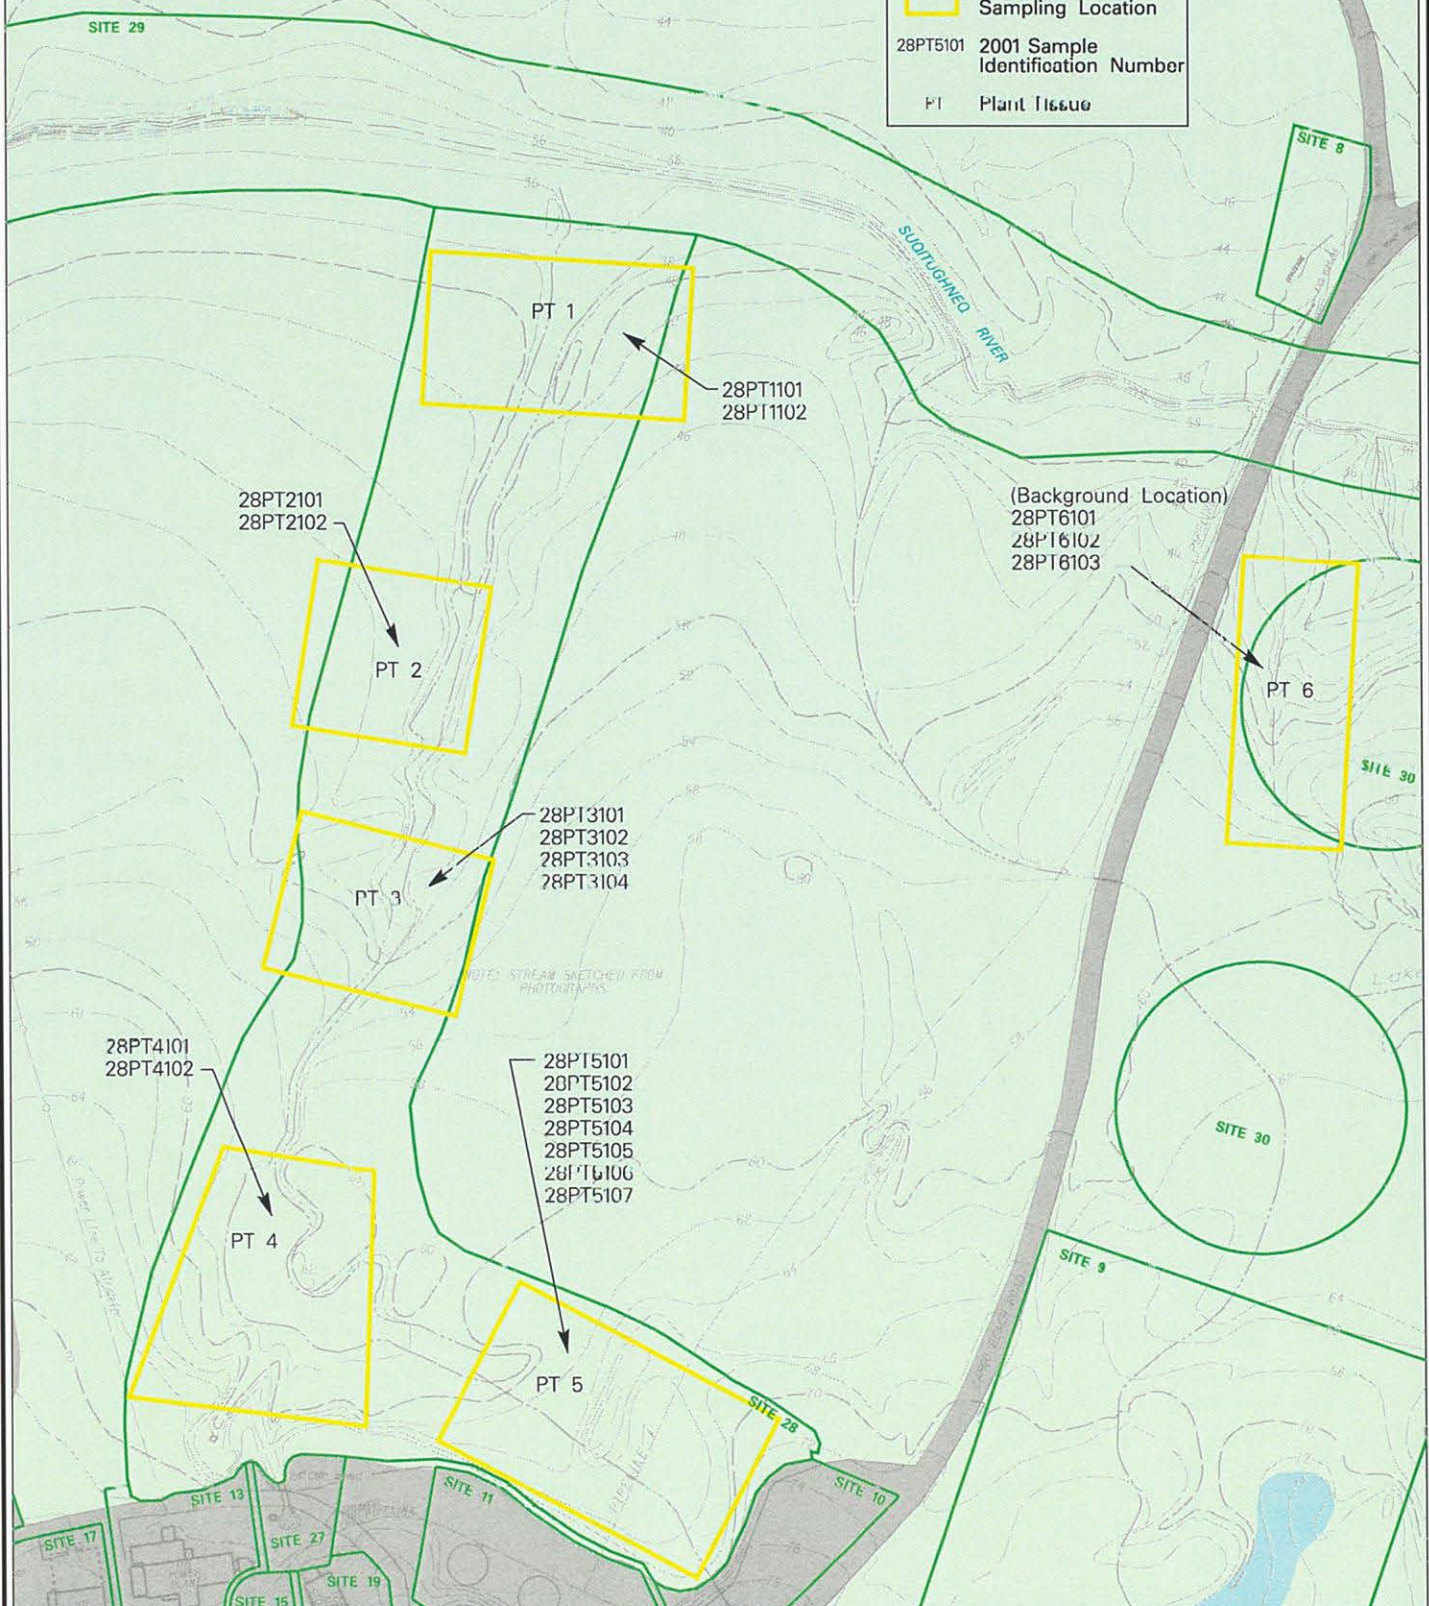 Sampling Location
28PT5101 2001 Sample
Identification Number
PT Plant Tissue
SITE 29
SITE 8
SUQITUGHNEQ RIVER
PT 1
28PT1101
28PT1102
28PT2101
28PT2102
PT 2
(Background Location)
28PT6101
28PT6102
28PT6103
PT 6
SITE 30
28PT3101
28PT3102
28PT3103
28PT3104
PT 3
NOTE: STREAM SKETCHED FROM
PHOTOGRAPHS.
Lake
28PT4101
28PT4102
PT 4
28PT5101
28PT5102
28PT5103
28PT5104
28PT5105
28PT5106
28PT5107
PT 5
SITE 30
SITE 9
SITE 28
SITE 10
SITE 11
SITE 13
SITE 27
SITE 17
SITE 19
SITE 15